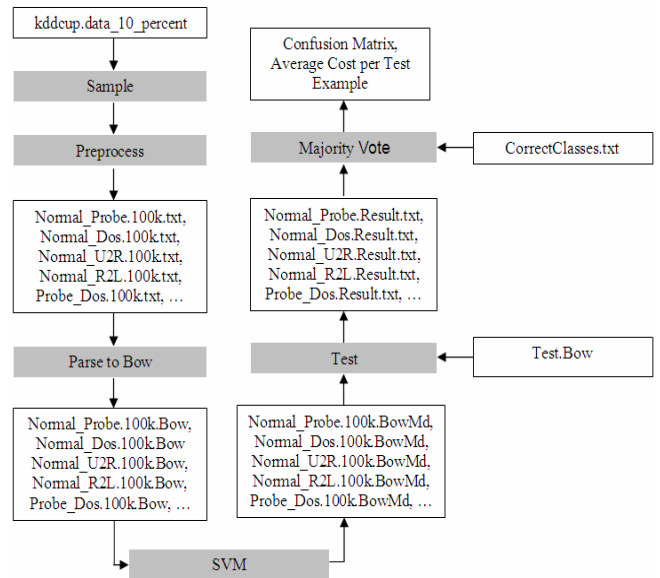 kddcup.data_10_percent
Sample
Preprocess
Normal_Probe.100k.txt,
Normal_Dos.100k.txt,
Normal_U2R.100k.txt,
Normal_R2L.100k.txt,
Probe_Dos.100k.txt, ...
Parse to Bow
Normal_Probe.100k.Bow,
Normal_Dos.100k.Bow
Normal_U2R.100k.Bow,
Normal_R2L.100k.Bow,
Probe_Dos.100k.Bow, ...
SVM
Normal_Probe.100k.BowMd,
Normal_Dos.100k.BowMd,
Normal_U2R.100k.BowMd,
Normal_R2L.100k.BowMd,
Probe_Dos.100k.BowMd, ...
Test
Test.Bow
Normal_Probe.Result.txt,
Normal_Dos.Result.txt,
Normal_U2R.Result.txt,
Normal_R2L.Result.txt,
Probe_Dos.Result.txt, ...
Majority Vote
CorrectClasses.txt
Confusion Matrix,
Average Cost per Test
Example